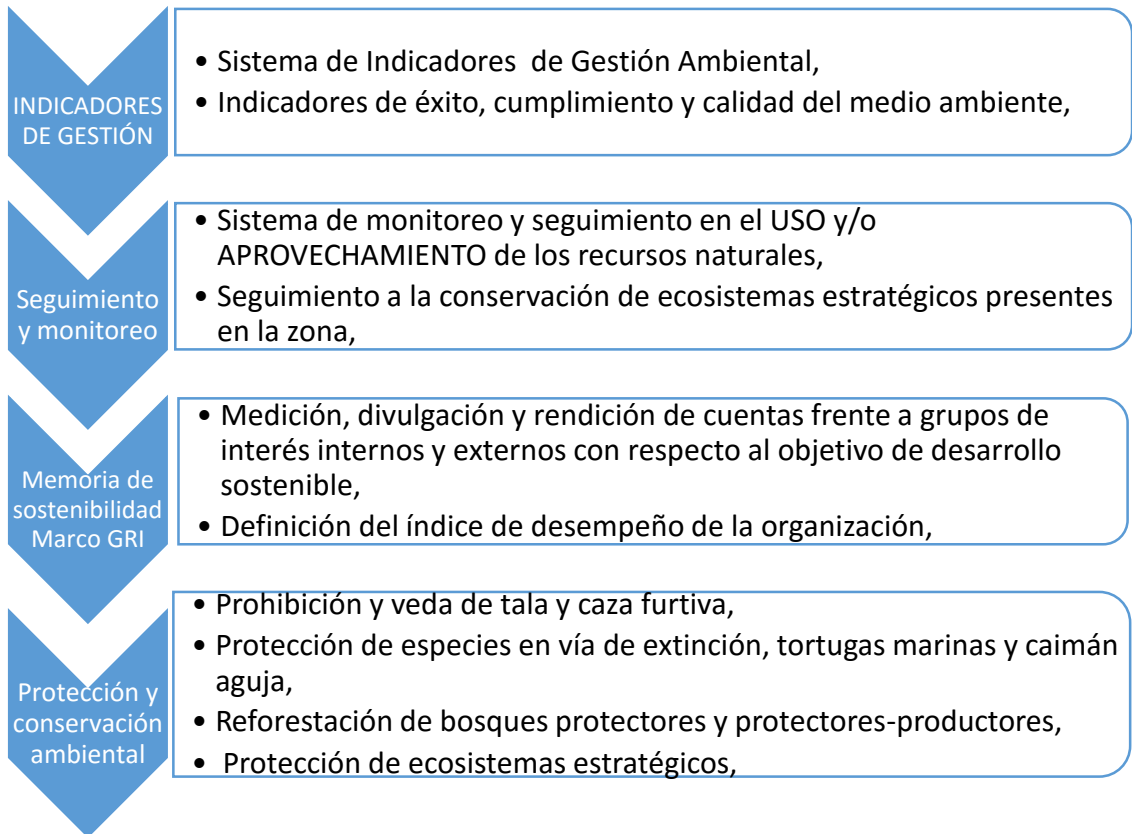 INDICADORES
DE GESTIÓN
• Sistema de Indicadores de Gestión Ambiental,
• Indicadores de éxito, cumplimiento y calidad del medio ambiente,
Seguimiento
y monitoreo
• Sistema de monitoreo y seguimiento en el USO y/o
APROVECHAMIENTO de los recursos naturales,
• Seguimiento a la conservación de ecosistemas estratégicos presentes
en la zona,
Memoria de
sostenibilidad
Marco GRI
• Medición, divulgación y rendición de cuentas frente a grupos de
interés internos y externos con respecto al objetivo de desarrollo
sostenible,
• Definición del índice de desempeño de la organización,
Protección y
conservación
ambiental
• Prohibición y veda de tala y caza furtiva,
• Protección de especies en vía de extinción, tortugas marinas y caimán
aguja,
• Reforestación de bosques protectores y protectores-productores,
• Protección de ecosistemas estratégicos,